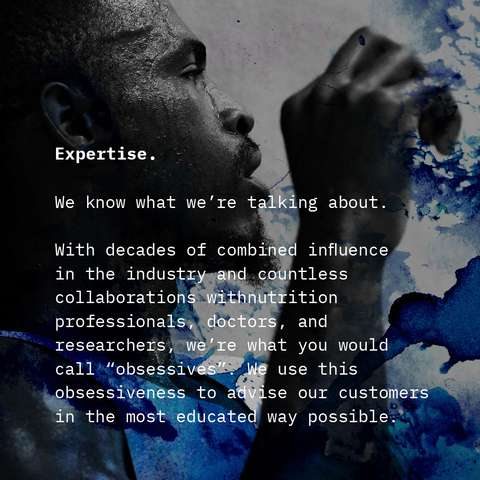 Expertise.
We know what we’re talking about.
With decades of combined influence
in the industry and countless
collaborations withnutrition
professionals, doctors, and
researchers, we’re what you would
call “obsessives”. We use this
obsessiveness to advise our customers
in the most educated way possible.